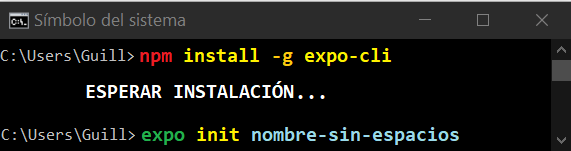 Símbolo del sistema
C:\Users\Guill>npm install -g expo-cli
ESPERAR INSTALACIÓN...
C:\Users\Guill>expo init nombre-sin-espacios